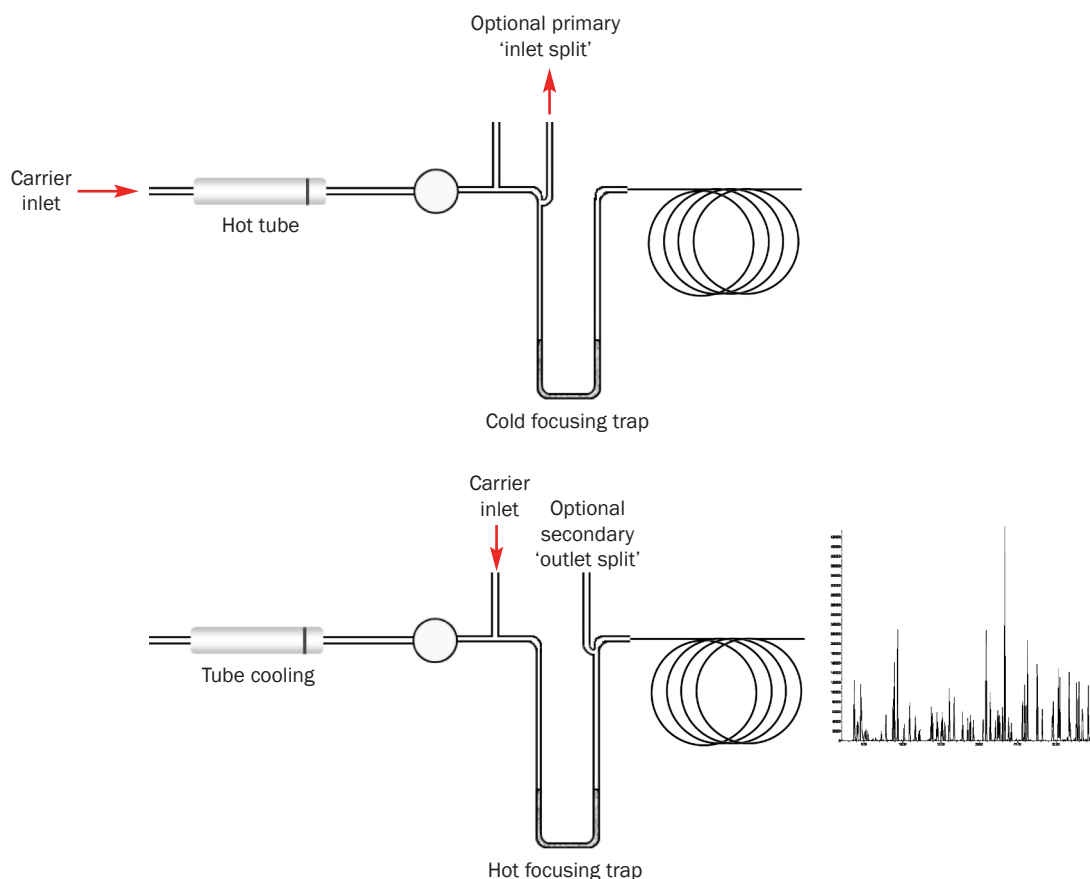 Optional primary
‘inlet split’
Carrier
inlet
Hot tube
Cold focusing trap
Carrier
inlet
Optional
secondary
‘outlet split’
Tube cooling
Hot focusing trap